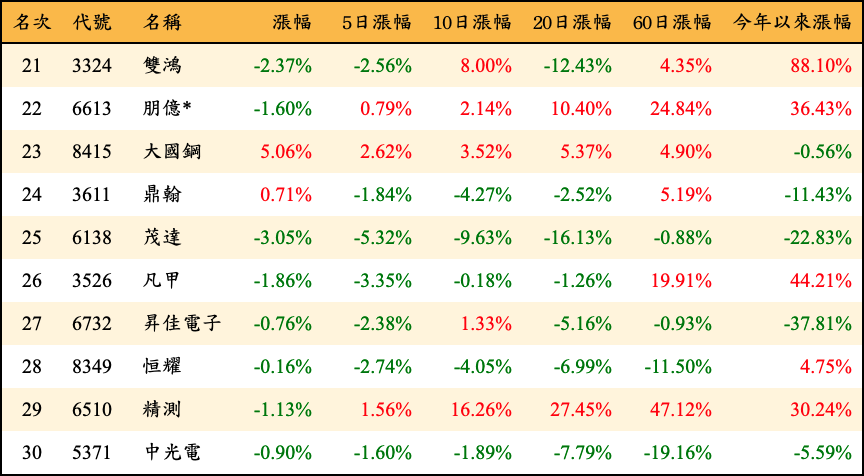 名次 代號 名稱 漲幅 5日漲幅 10日漲幅 20日漲幅 60日漲幅 今年以來漲幅
21 3324 雙鴻 -2.37% -2.56% 8.00% -12.43% 4.35% 88.10%
22 6613 朋億* -1.60% 0.79% 2.14% 10.40% 24.84% 36.43%
23 8415 大國鋼 5.06% 2.62% 3.52% 5.37% 4.90% -0.56%
24 3611 鼎翰 0.71% -1.84% -4.27% -2.52% 5.19% -11.43%
25 6138 茂達 -3.05% -5.32% -9.63% -16.13% -0.88% -22.83%
26 3526 凡甲 -1.86% -3.35% -0.18% -1.26% 19.91% 44.21%
27 6732 昇佳電子 -0.76% -2.38% 1.33% -5.16% -0.93% -37.81%
28 8349 恒耀 -0.16% -2.74% -4.05% -6.99% -11.50% 4.75%
29 6510 精測 -1.13% 1.56% 16.26% 27.45% 47.12% 30.24%
30 5371 中光電 -0.90% -1.60% -1.89% -7.79% -19.16% -5.59%